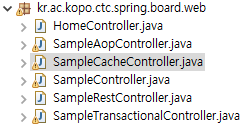 kr.ac.kopo.ctc.spring.board.web
HomeController.java
SampleAopController.java
SampleCacheController.java
SampleController.java
SampleRestController.java
SampleTransactionalController.java